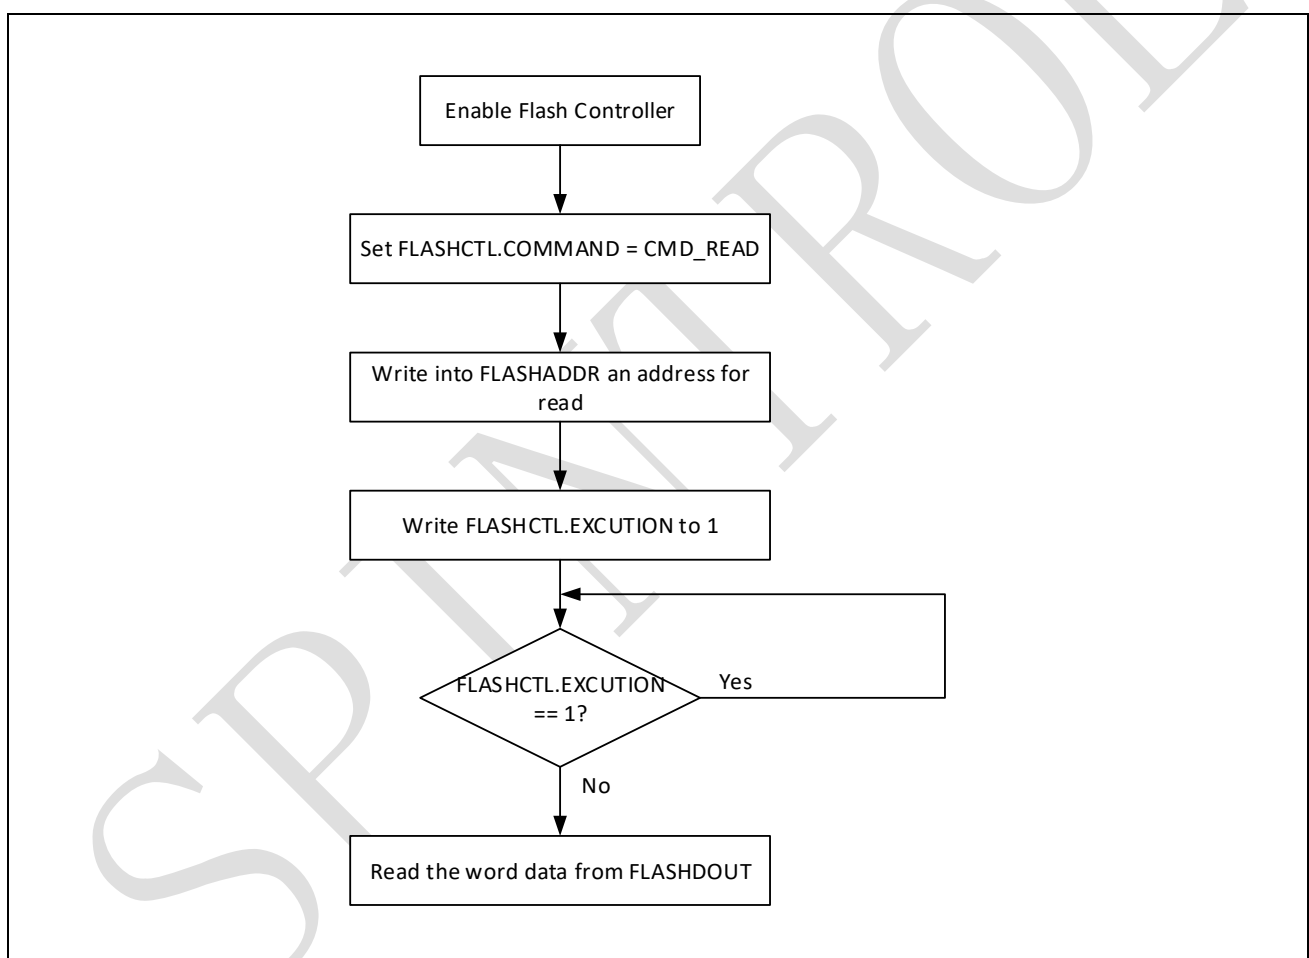 Enable Flash Controller
Set FLASHCTL.COMMAND = CMD_READ
Write into FLASHADDR an address for
read
Write FLASHCTL.EXCUTION to 1
FLASHCTL.EXCUTION
== 1?
Yes
No
Read the word data from FLASHDOUT
SPINTROL